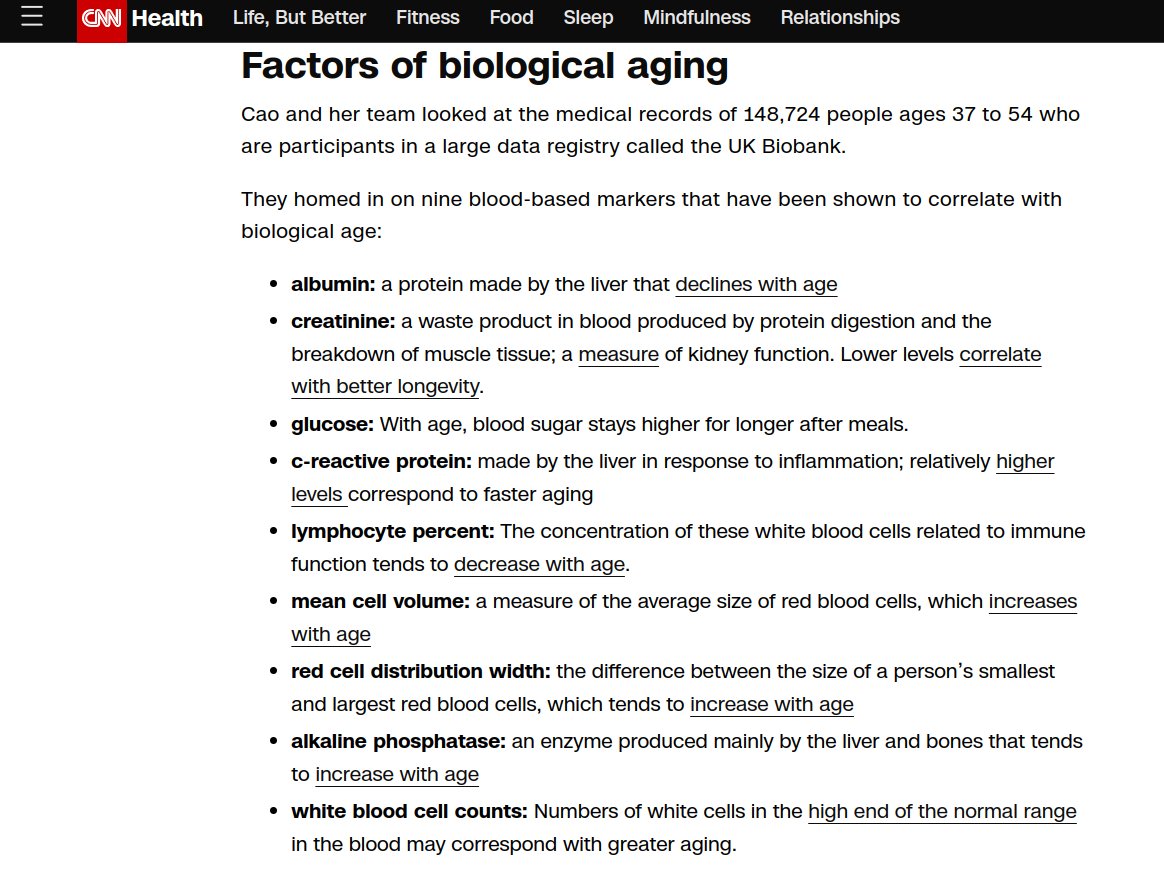 CNN Health Life, But Better Fitness Food Sleep Mindfulness Relationships
Factors of biological aging
Cao and her team looked at the medical records of 148,724 people ages 37 to 54 who
are participants in a large data registry called the UK Biobank.
They homed in on nine blood-based markers that have been shown to correlate with
biological age:
• albumin: a protein made by the liver that declines with age
• creatinine: a waste product in blood produced by protein digestion and the
breakdown of muscle tissue; a measure of kidney function. Lower levels correlate
with better longevity.
• glucose: With age, blood sugar stays higher for longer after meals.
• c-reactive protein: made by the liver in response to inflammation; relatively higher
levels correspond to faster aging
• lymphocyte percent: The concentration of these white blood cells related to immune
function tends to decrease with age.
• mean cell volume: a measure of the average size of red blood cells, which increases
with age
• red cell distribution width: the difference between the size of a person’s smallest
and largest red blood cells, which tends to increase with age
• alkaline phosphatase: an enzyme produced mainly by the liver and bones that tends
to increase with age
• white blood cell counts: Numbers of white cells in the high end of the normal range
in the blood may correspond with greater aging.